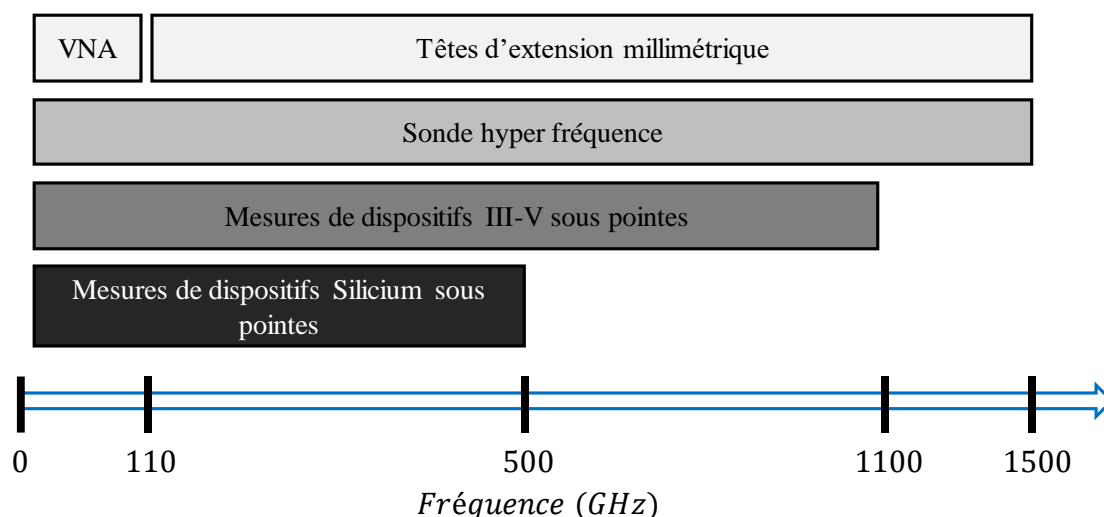 VNA
Têtes d'extension millimétrique
Sonde hyper fréquence
Mesures de dispositifs III-V sous pointes
Mesures de dispositifs Silicium sous
pointes
0 110 500 1100 1500
Fréquence (GHz)